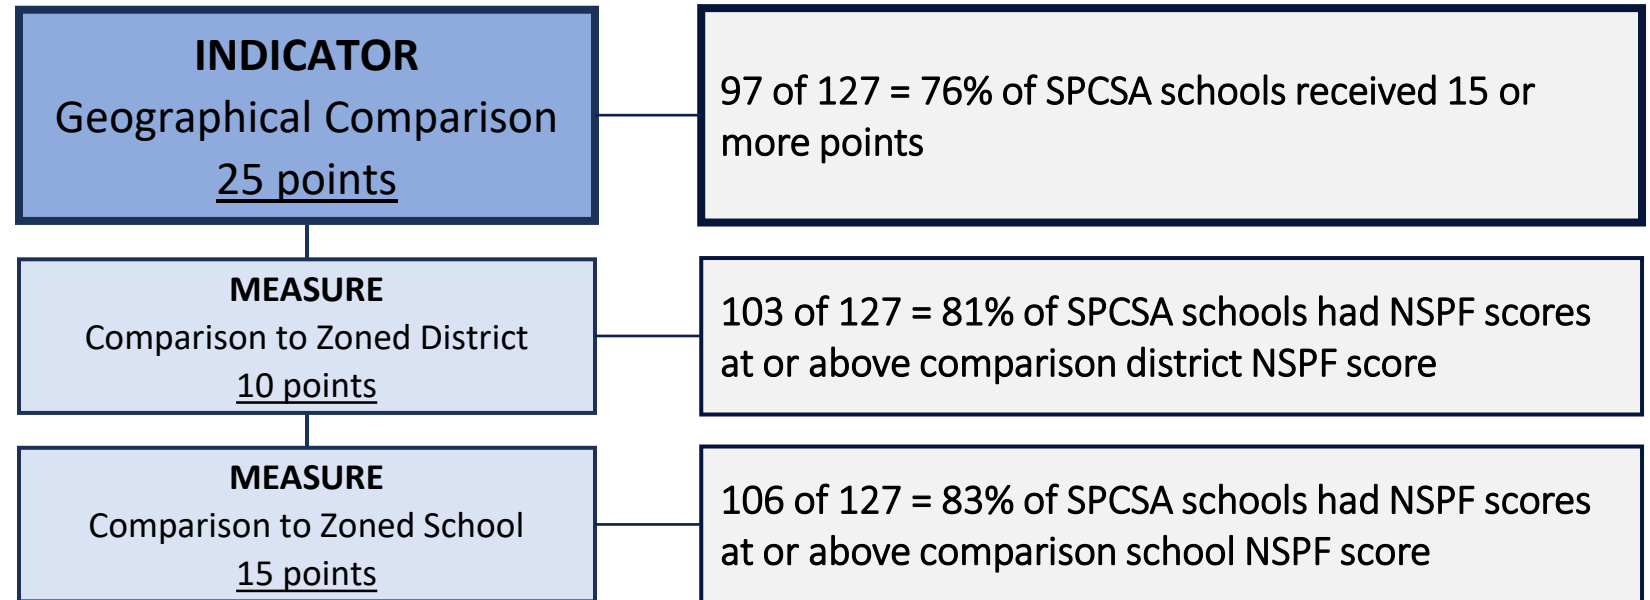 INDICATOR
Geographical Comparison
25 points
97 of 127 = 76% of SPCSA schools received 15 or
more points
MEASURE
Comparison to Zoned District
10 points
103 of 127 = 81% of SPCSA schools had NSPF scores
at or above comparison district NSPF score
MEASURE
Comparison to Zoned School
15 points
106 of 127 = 83% of SPCSA schools had NSPF scores
at or above comparison school NSPF score